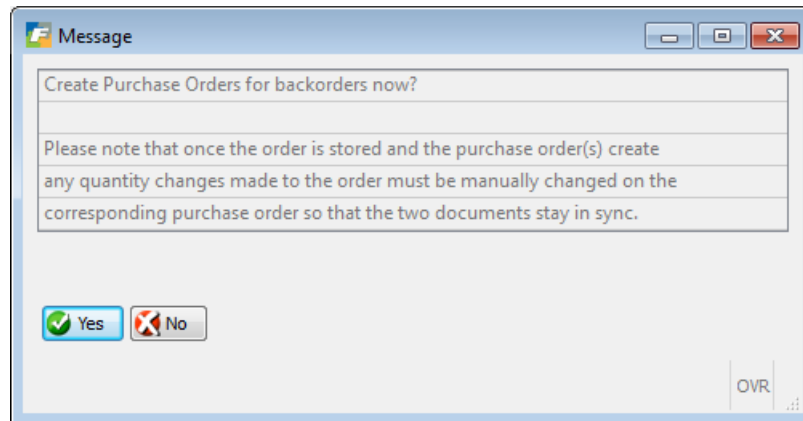 Message
Create Purchase Orders for backorders now?
Please note that once the order is stored and the purchase order(s) create
any quantity changes made to the order must be manually changed on the
corresponding purchase order so that the two documents stay in sync.
Yes No
OVR